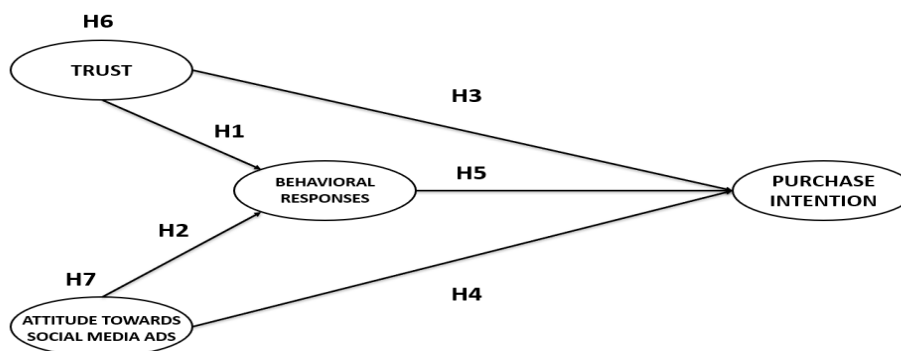 H6
TRUST
H3
H1
BEHAVIORAL
RESPONSES
H5
PURCHASE
INTENTION
H2
H7
H4
ATTITUDE TOWARDS
SOCIAL MEDIA ADS